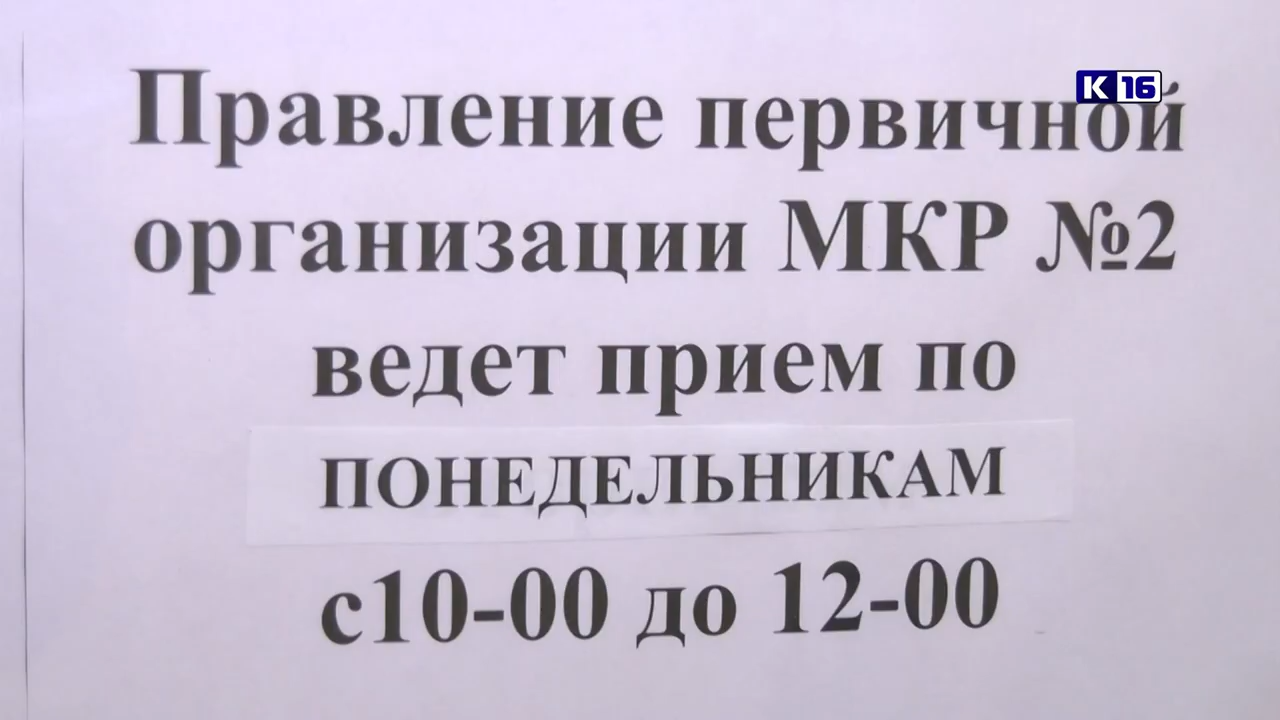 К 16
Правление первичной
организации МКР №2
ведет прием по
ПОНЕДЕЛЬНИКАМ
с10-00 до 12-00